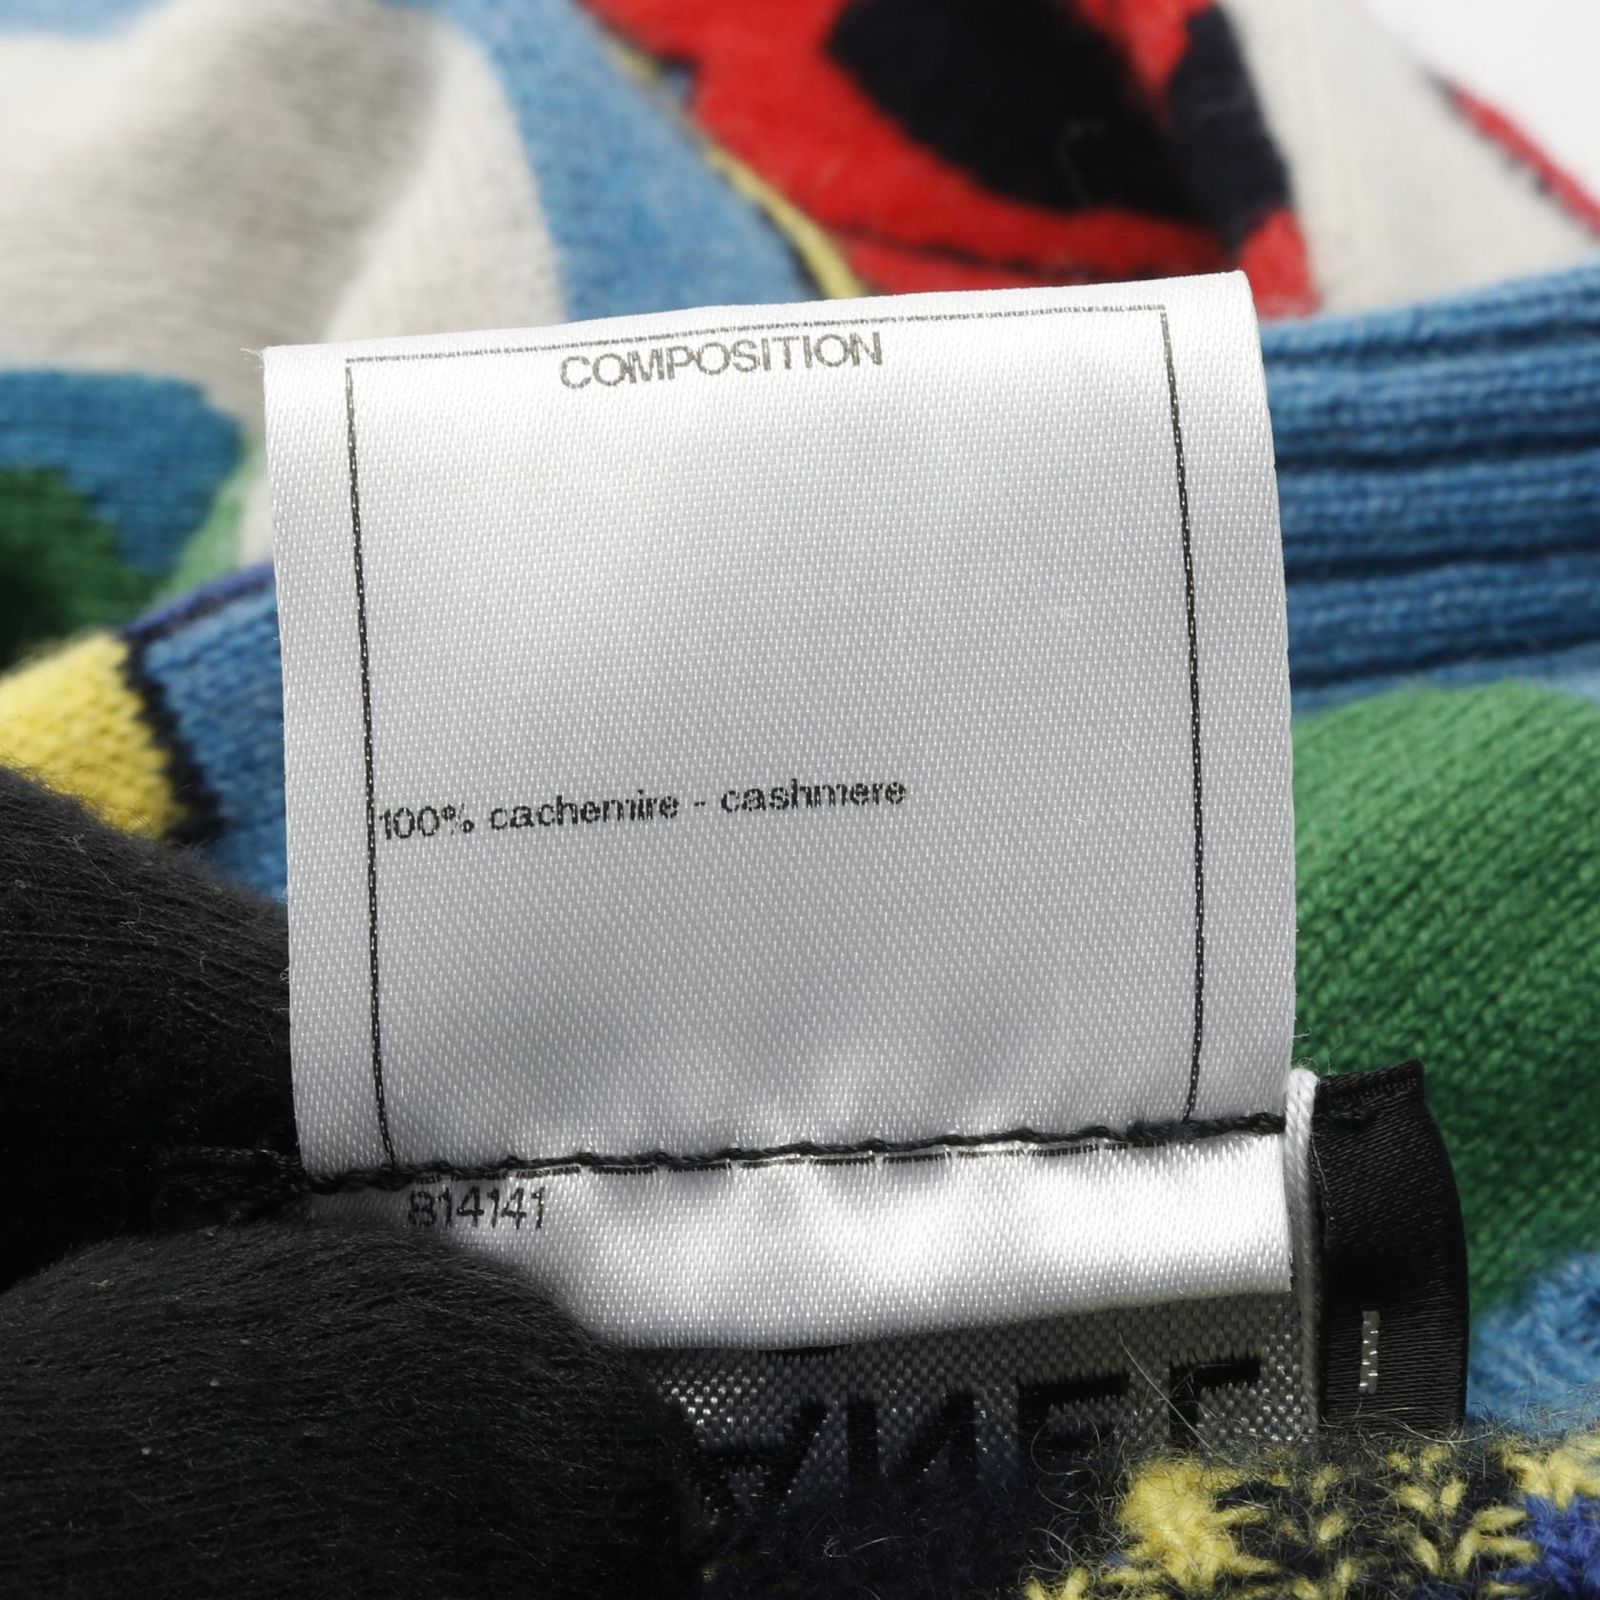 COMPOSITION
100% cachemire - cashmere
814141